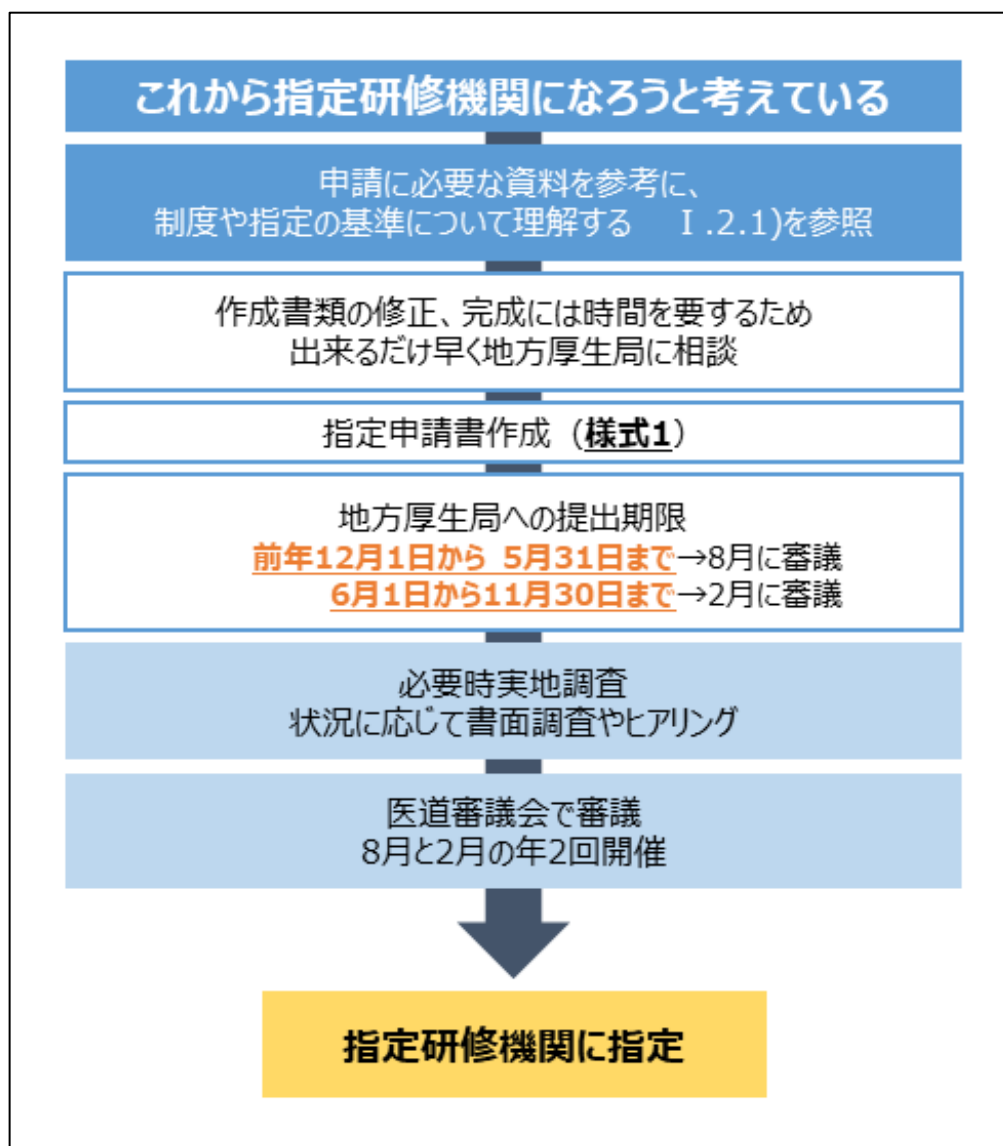 これから指定研修機関になろうと考えている
申請に必要な資料を参考に、
制度や指定の基準について理解する　Ⅰ.2.1)を参照
作成書類の修正、完成には時間を要するため
出来るだけ早く地方厚生局に相談
指定申請書作成（様式1）
地方厚生局への提出期限
前年12月1日から 5月31日まで→8月に審議
6月1日から11月30日まで→2月に審議
必要時実地調査
状況に応じて書面調査やヒアリング
医道審議会で審議
8月と2月の年2回開催
指定研修機関に指定